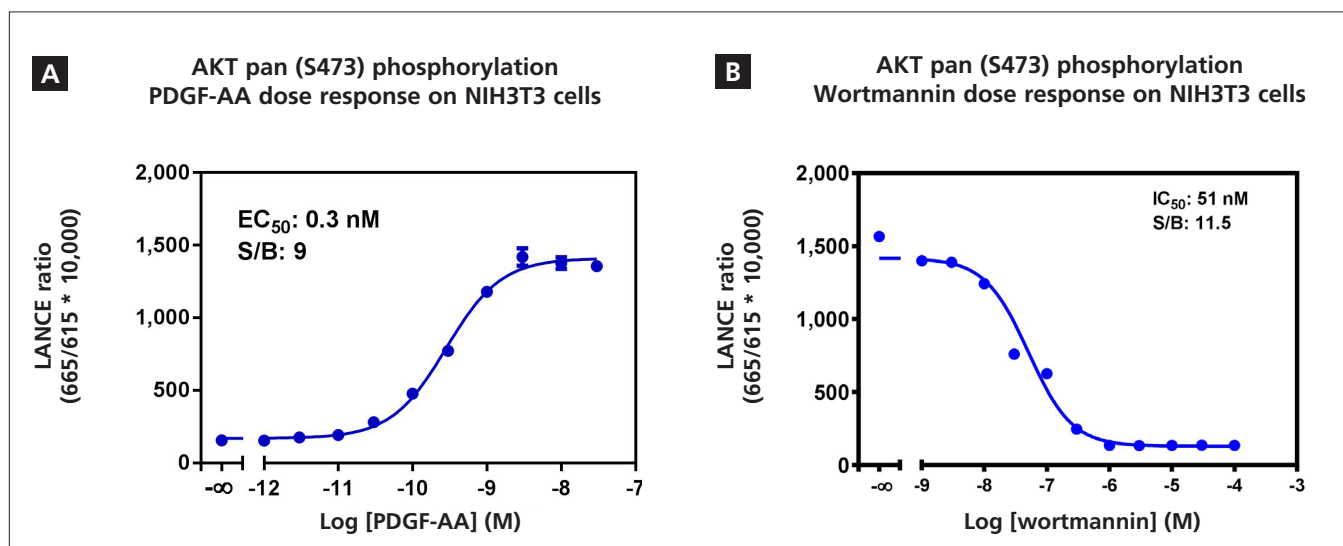 A
AKT pan (S473) phosphorylation
PDGF-AA dose response on NIH3T3 cells
EC50: 0.3 nM
S/B: 9
LANCE ratio
(665/615 * 10,000)
2,000
1,500
1,000
500
0
-∞ -12 -11 -10 -9 -8 -7
Log [PDGF-AA] (M)
B
AKT pan (S473) phosphorylation
Wortmannin dose response on NIH3T3 cells
IC50: 51 nM
S/B: 11.5
LANCE ratio
(665/615 * 10,000)
2,000
1,500
1,000
500
0
-∞ -9 -8 -7 -6 -5 -4 -3
Log [wortmannin] (M)